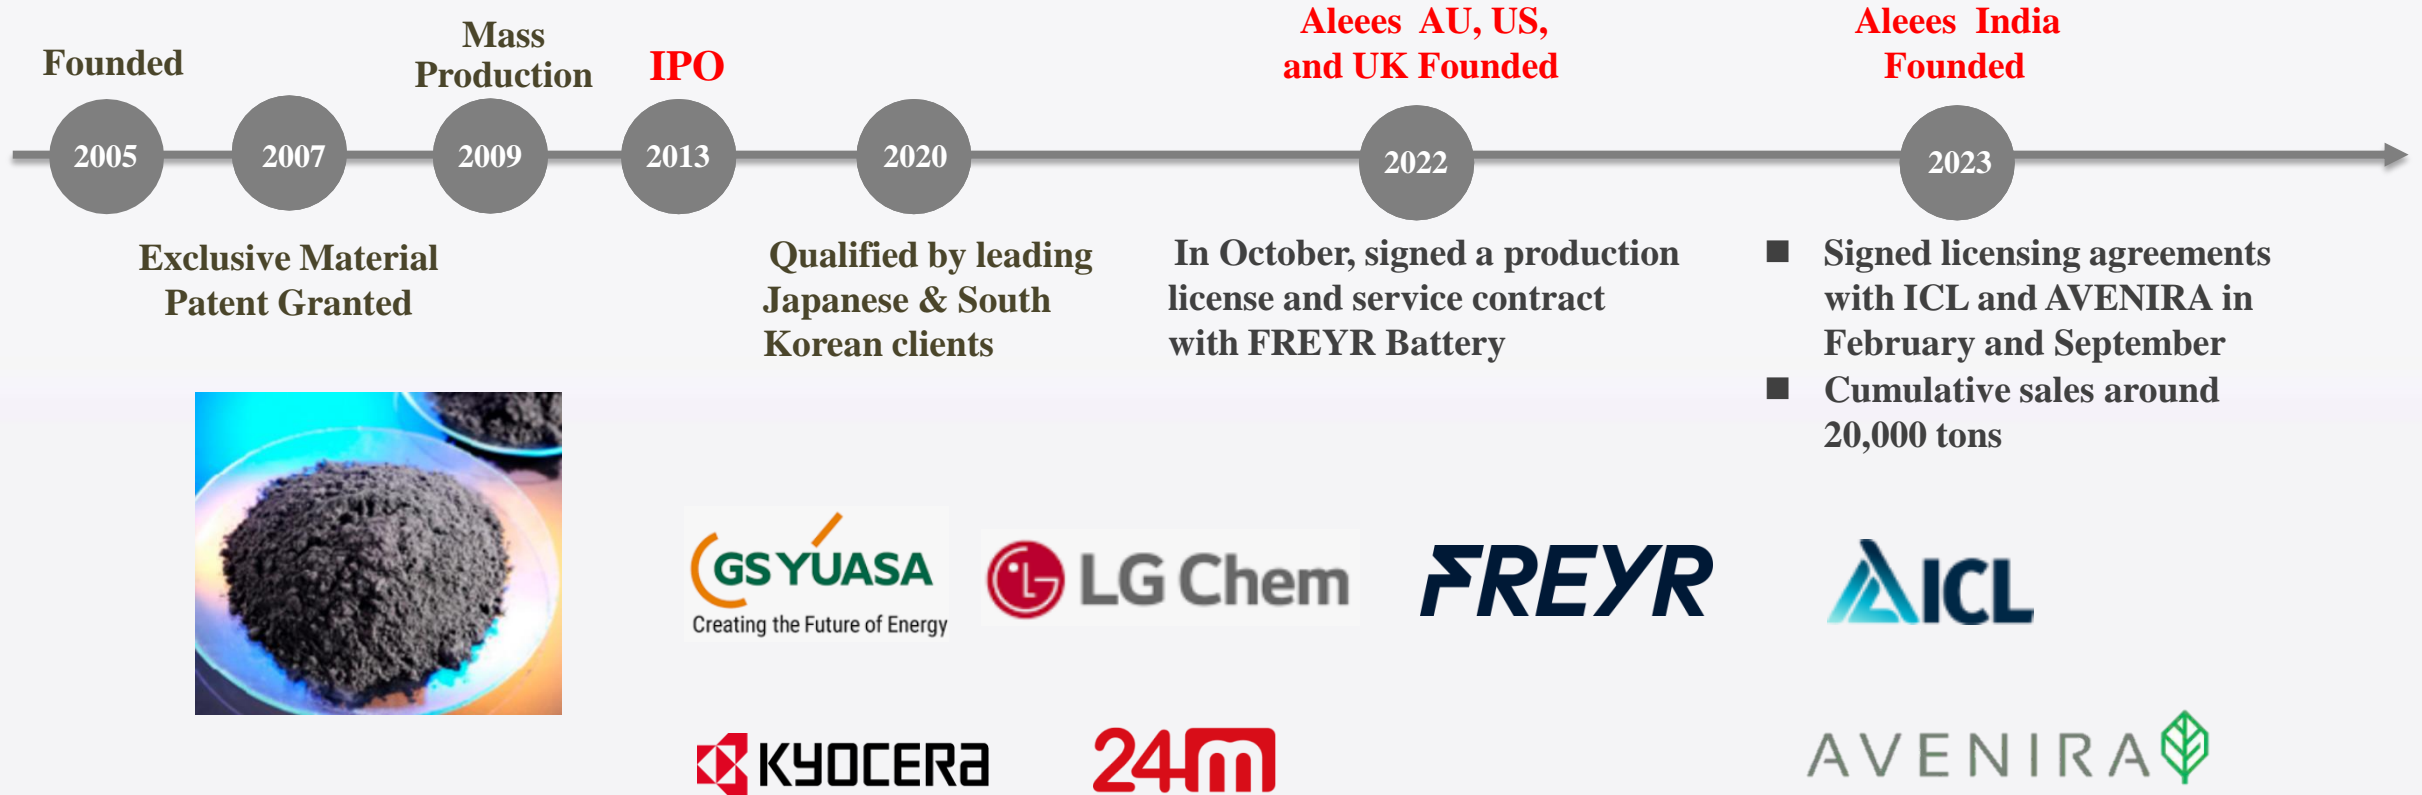 Founded
Mass
Production
IPO
Aleees AU, US,
and UK Founded
Aleees India
Founded
2005
2007
2009
2013
2020
2022
2023
Exclusive Material
Patent Granted
Qualified by leading
Japanese & South
Korean clients
In October, signed a production
license and service contract
with FREYR Battery
■ Signed licensing agreements
with ICL and AVENIRA in
February and September
■ Cumulative sales around
20,000 tons
GS YUASA
Creating the Future of Energy
LG Chem
FREYR
ICL
KYOCERA
24m
AVENIRA